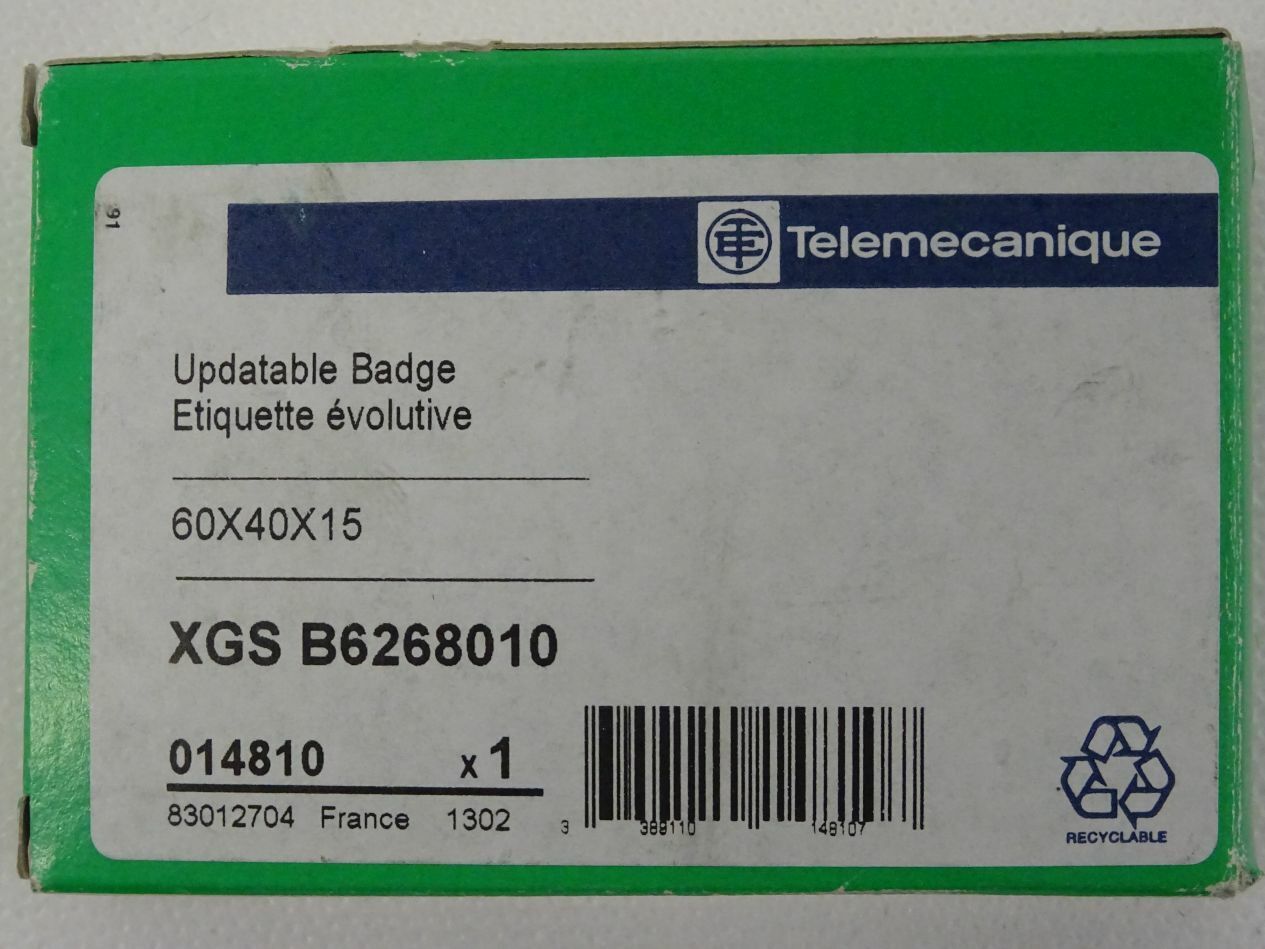 91
Telemecanique
Updatable Badge
Etiquette évolutive
60X40X15
XGS B6268010
014810 x 1
83012704 France 1302
3 389110 148107
RECYCLABLE